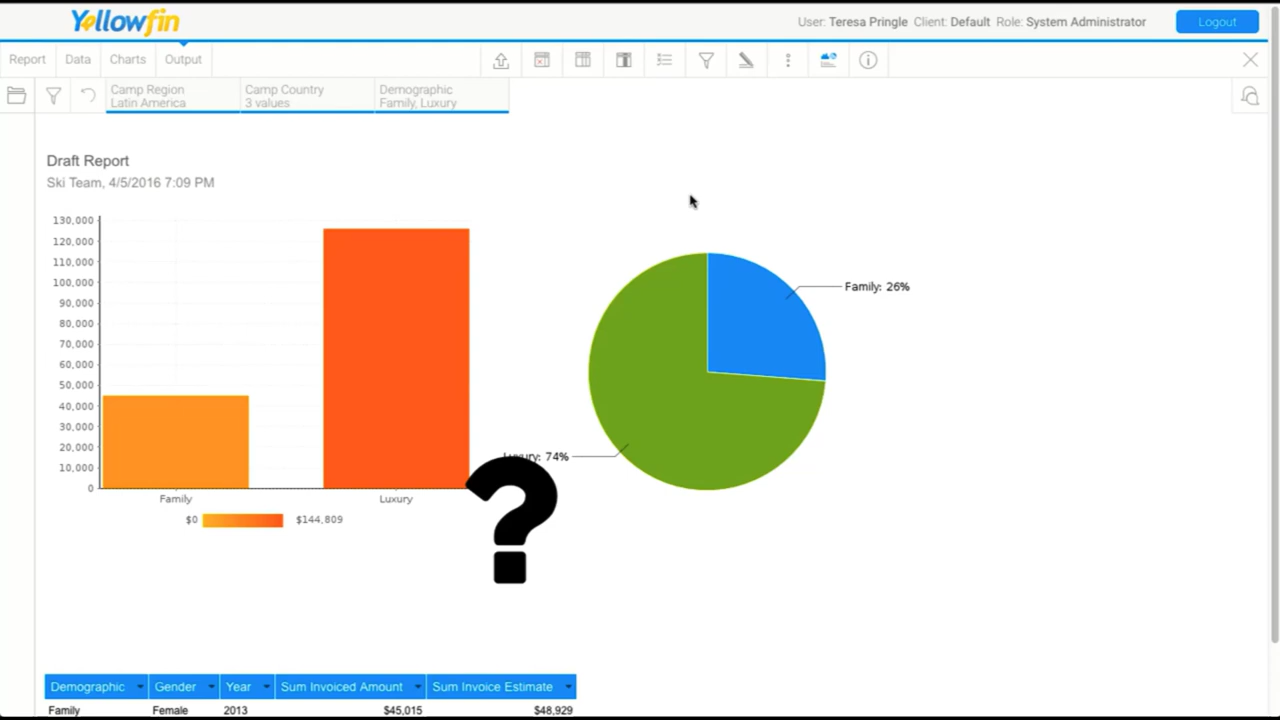 Yellowfin
User: Teresa Pringle Client: Default Role: System Administrator
Logout
Report Data Charts Output
Camp Region
Latin America
Camp Country
3 values
Demographic
Family, Luxury
Draft Report
Ski Team, 4/5/2016 7:09 PM
130,000
120,000
110,000
100,000
90,000
80,000
70,000
60,000
50,000
40,000
30,000
20,000
10,000
0
Family Luxury
$0 $144,809
Family: 26%
Luxury: 74%
?
Demographic Gender Year Sum Invoiced Amount Sum Invoice Estimate
Family Female 2013 $45,015 $48,929